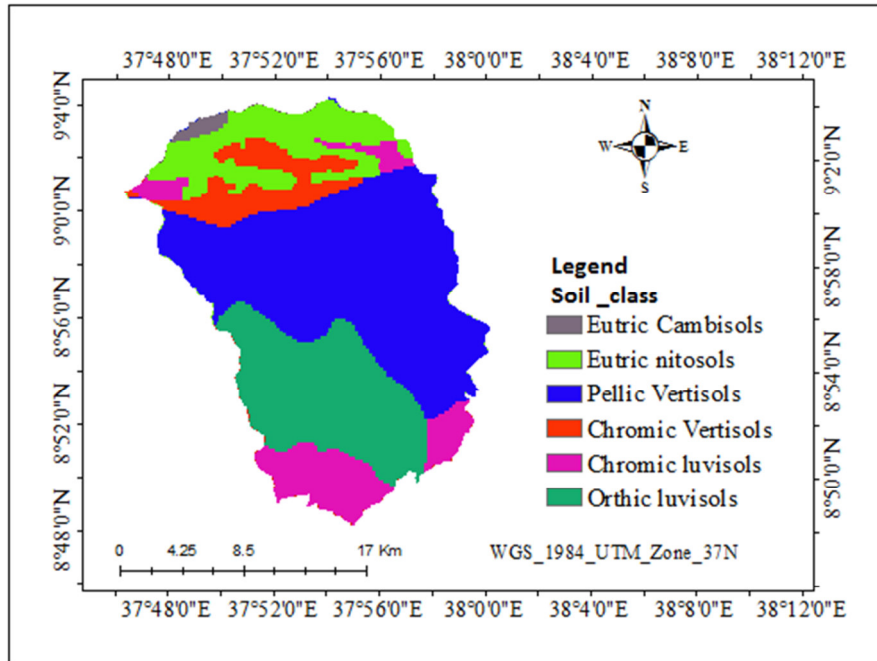 37°48'0"E 37°52'0"E 37°56'0"E 38°0'0"E 38°4'0"E 38°8'0"E 38°12'0"E
9°4'0"N
9°0'0"N
8°56'0"N
8°52'0"N
8°48'0"N
N
W E
S
9°2'0"N
8°58'0"N
8°54'0"N
8°50'0"N
Legend
Soil _class
Eutric Cambisols
Eutric nitosols
Pellic Vertisols
Chromic Vertisols
Chromic luvisols
Orthic luvisols
0 4.25 8.5 17 Km
WGS_1984_UTM_Zone_37N
37°48'0"E 37°52'0"E 37°56'0"E 38°0'0"E 38°4'0"E 38°8'0"E 38°12'0"E